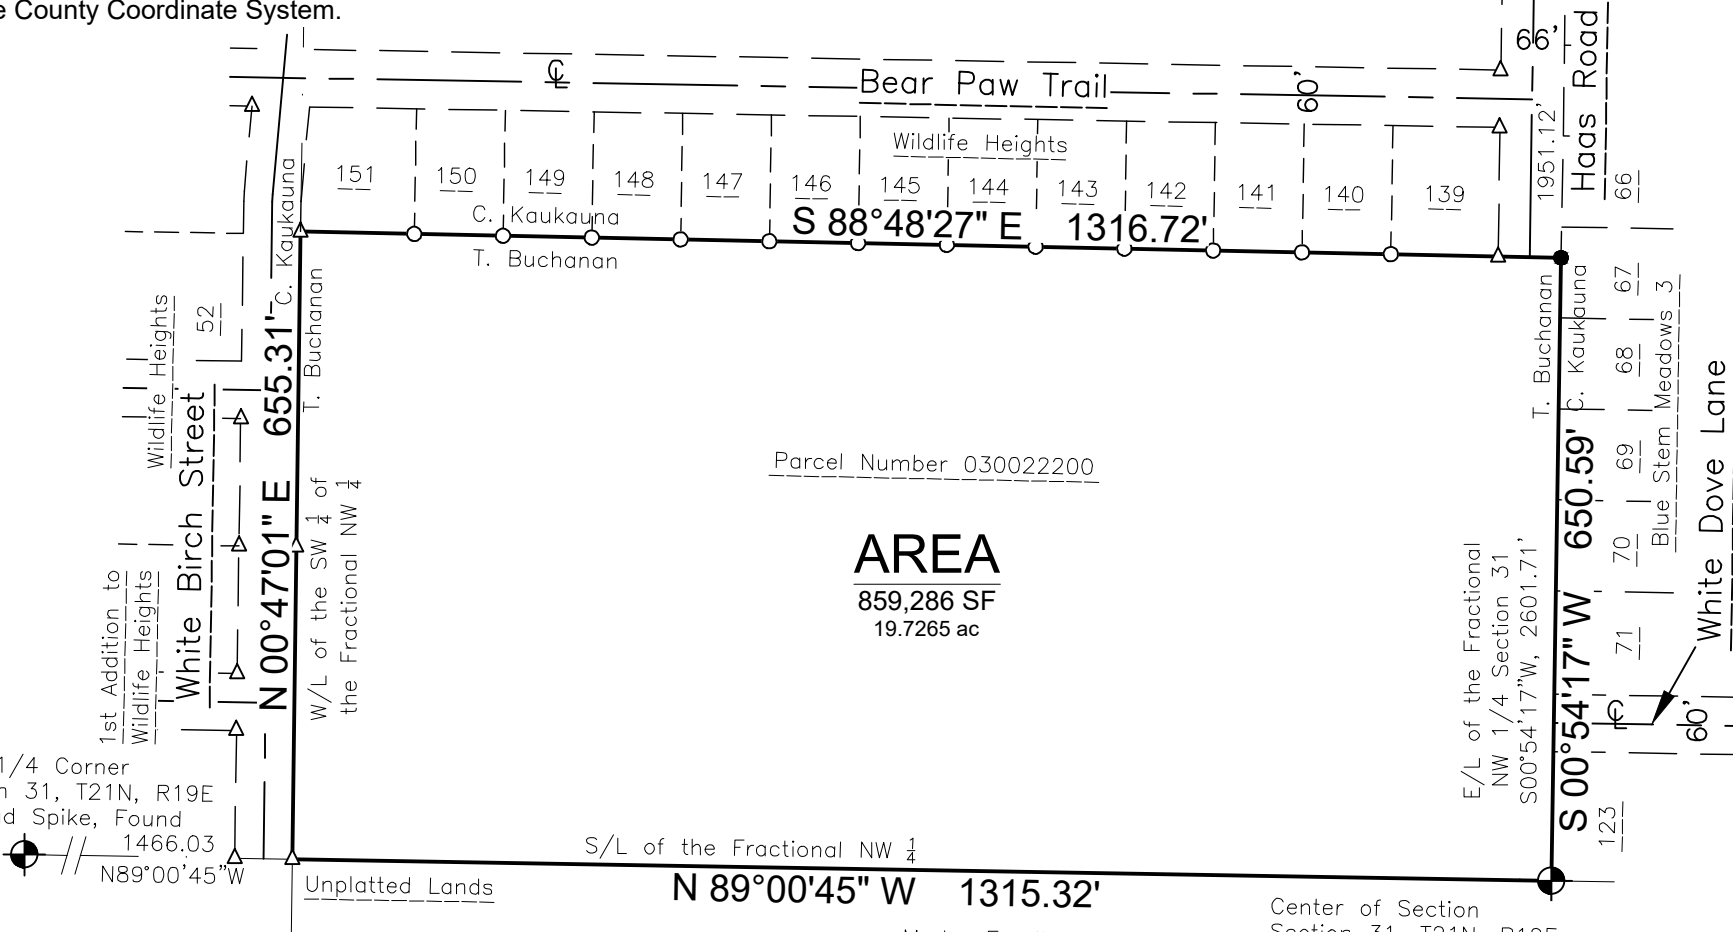 e County Coordinate System.
66'
Haas Road
1951.12'
66
℄
Bear Paw Trail
60'
Wildlife Heights
151
150
149
148
147
146
145
144
143
142
141
140
139
C. Kaukauna
T. Buchanan
S 88°48'27" E 1316.72'
C. Kaukauna
T. Buchanan
N 00°47'01" E 655.31'
W/L of the SW 1/4 of
the Fractional NW 1/4
52
Wildlife Heights
White Birch Street
1st Addition to
Wildlife Heights
Parcel Number 030022200
AREA
859,286 SF
19.7265 ac
T. Buchanan
C. Kaukauna
S 00°54'17" W 650.59'
E/L of the Fractional
NW 1/4 Section 31
S00°54'17"W, 2601.71'
67
68
69
70
71
123
Blue Stem Meadows 3
White Dove Lane
℄
60'
1/4 Corner
n 31, T21N, R19E
d Spike, Found
1466.03
N89°00'45"W
S/L of the Fractional NW 1/4
Unplatted Lands
N 89°00'45" W 1315.32'
Center of Section
Section 31, T21N, R19E